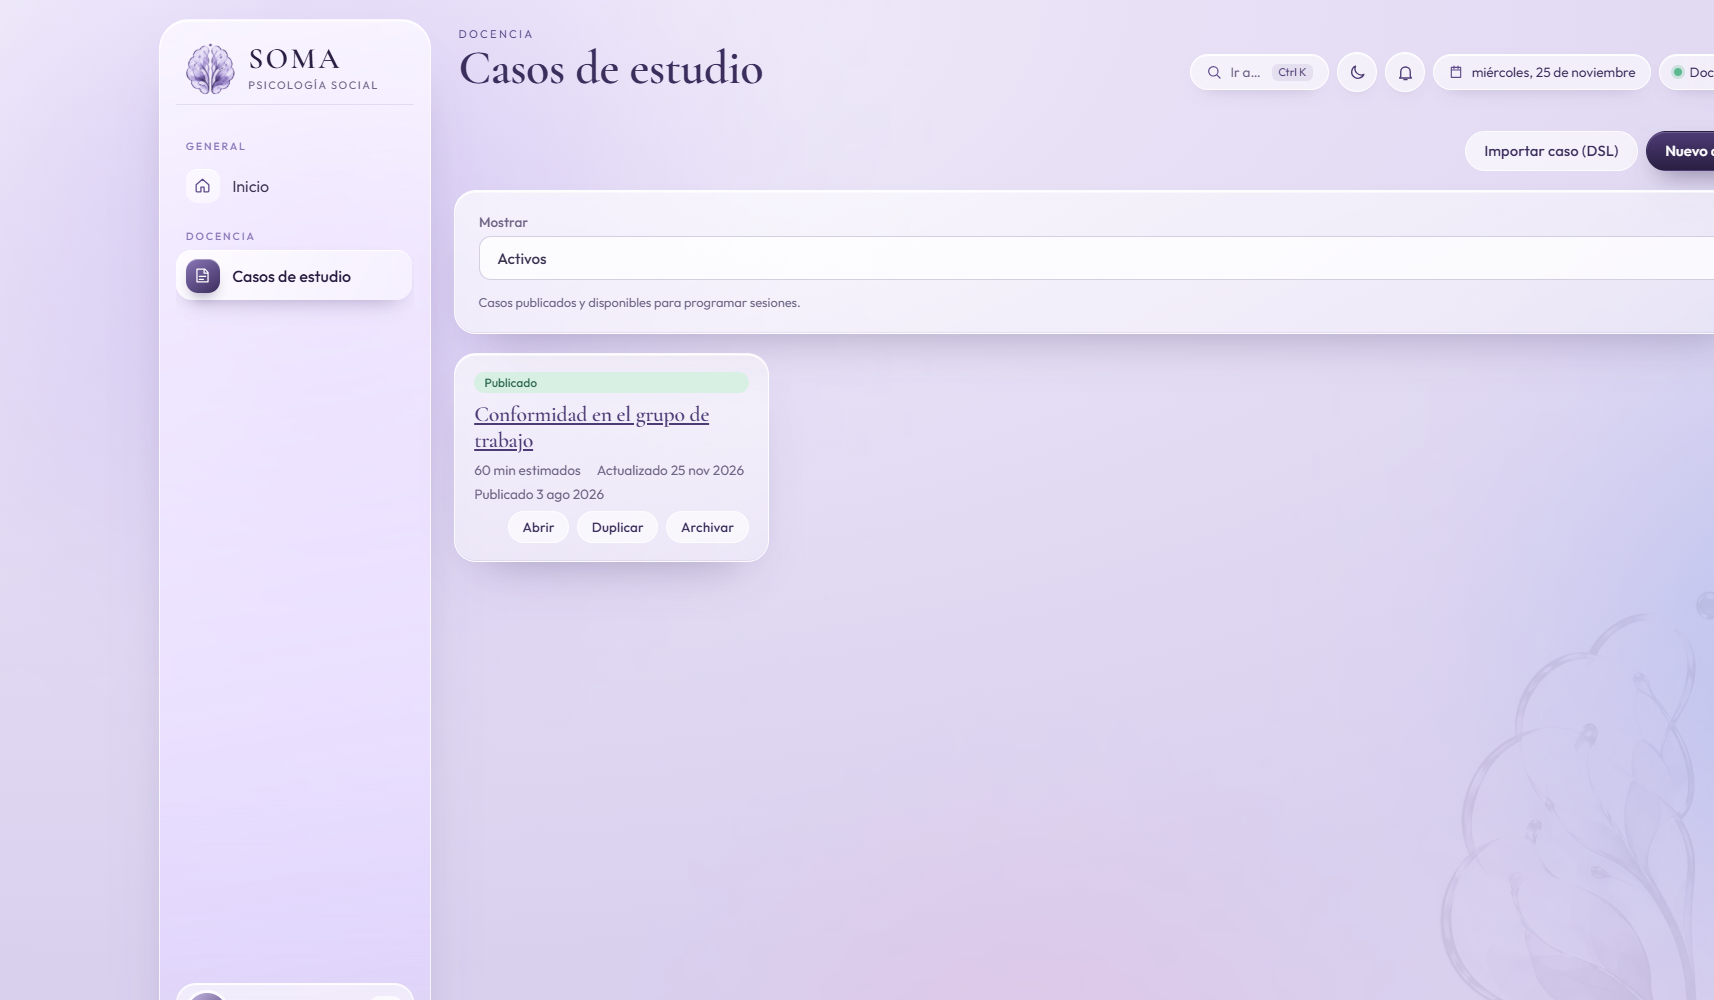 SOMA
PSICOLOGÍA SOCIAL
GENERAL
Inicio
DOCENCIA
Casos de estudio
DOCENCIA
Casos de estudio
Ir a...
Ctrl K
miércoles, 25 de noviembre
Doc
Importar caso (DSL)
Nuevo
Mostrar
Activos
Casos publicados y disponibles para programar sesiones.
Publicado
Conformidad en el grupo de
trabajo
60 min estimados Actualizado 25 nov 2026
Publicado 3 ago 2026
Abrir
Duplicar
Archivar